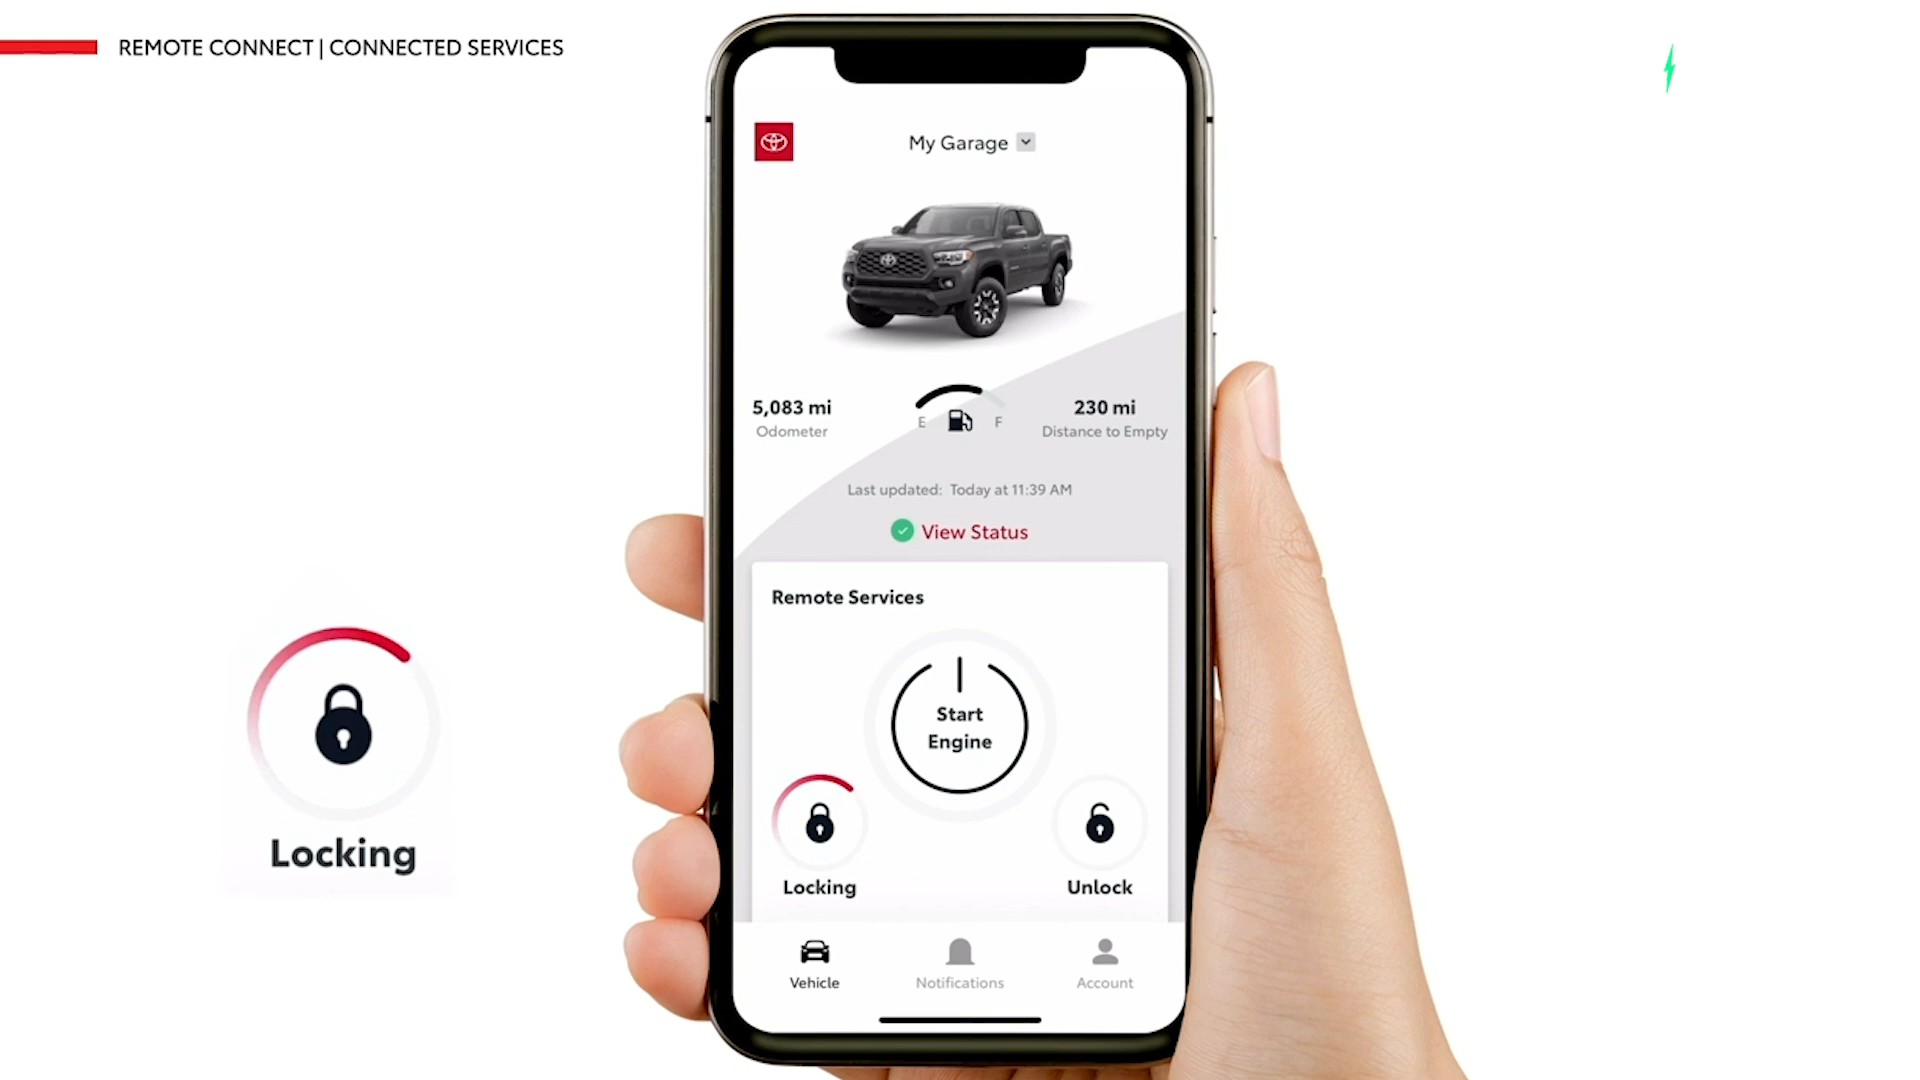 REMOTE CONNECT | CONNECTED SERVICES
My Garage
5,083 mi
Odometer
E
F
230 mi
Distance to Empty
Last updated: Today at 11:39 AM
View Status
Remote Services
Start
Engine
Locking
Unlock
Locking
Vehicle
Notifications
Account